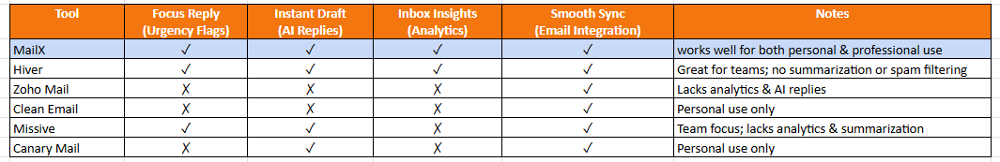 Tool Focus Reply (Urgency Flags) Instant Draft (AI Replies) Inbox Insights (Analytics) Smooth Sync (Email Integration) Notes
MailX ✓ ✓ ✓ ✓ works well for both personal & professional use
Hiver ✓ ✓ ✓ ✓ Great for teams; no summarization or spam filtering
Zoho Mail ✗ ✗ ✗ ✓ Lacks analytics & AI replies
Clean Email ✗ ✗ ✗ ✓ Personal use only
Missive ✓ ✓ ✗ ✓ Team focus; lacks analytics & summarization
Canary Mail ✗ ✓ ✗ ✓ Personal use only